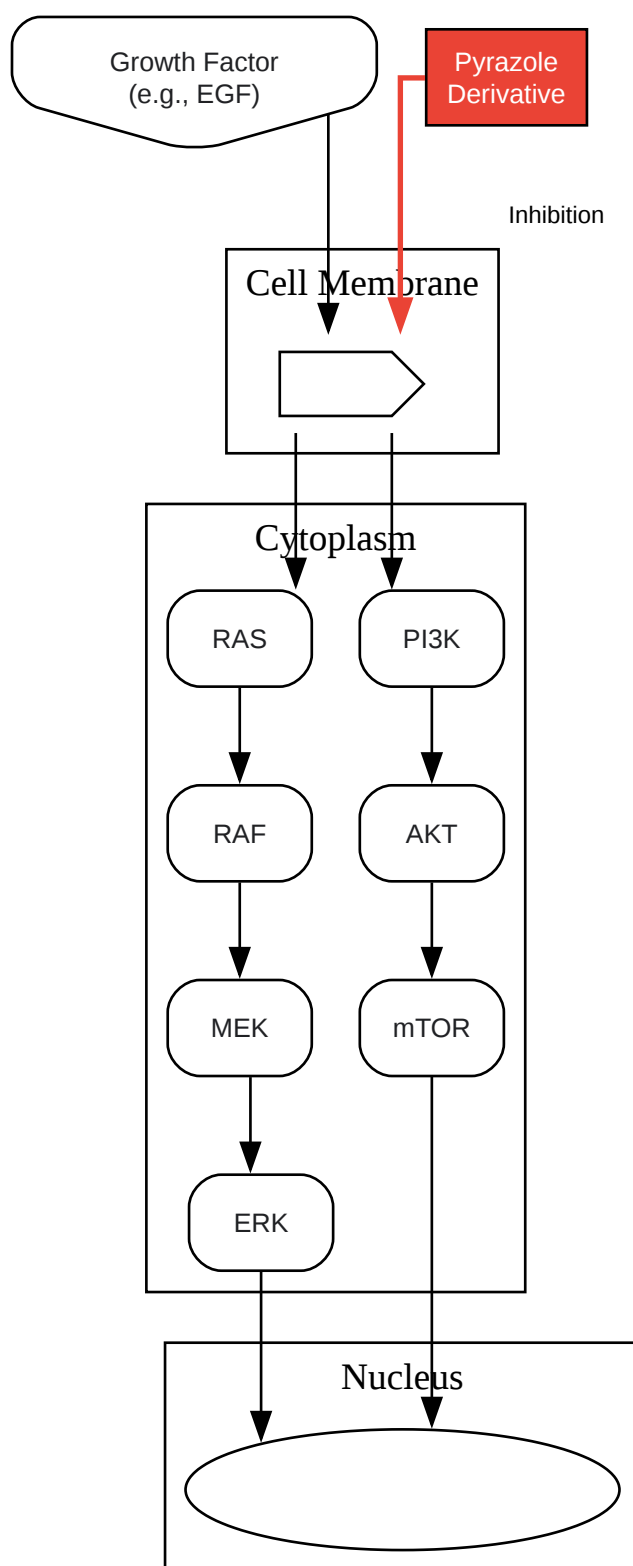 Growth Factor
(e.g., EGF)
Pyrazole
Derivative
Inhibition
Cell Membrane
Cytoplasm
RAS
PI3K
RAF
AKT
MEK
mTOR
ERK
Nucleus